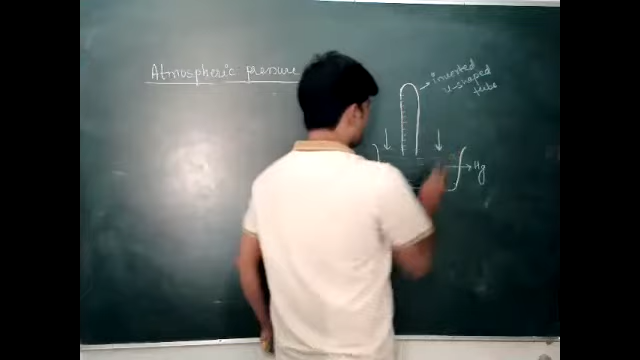 Atmospheric pressure
inverted
U-shaped
tube
Hg